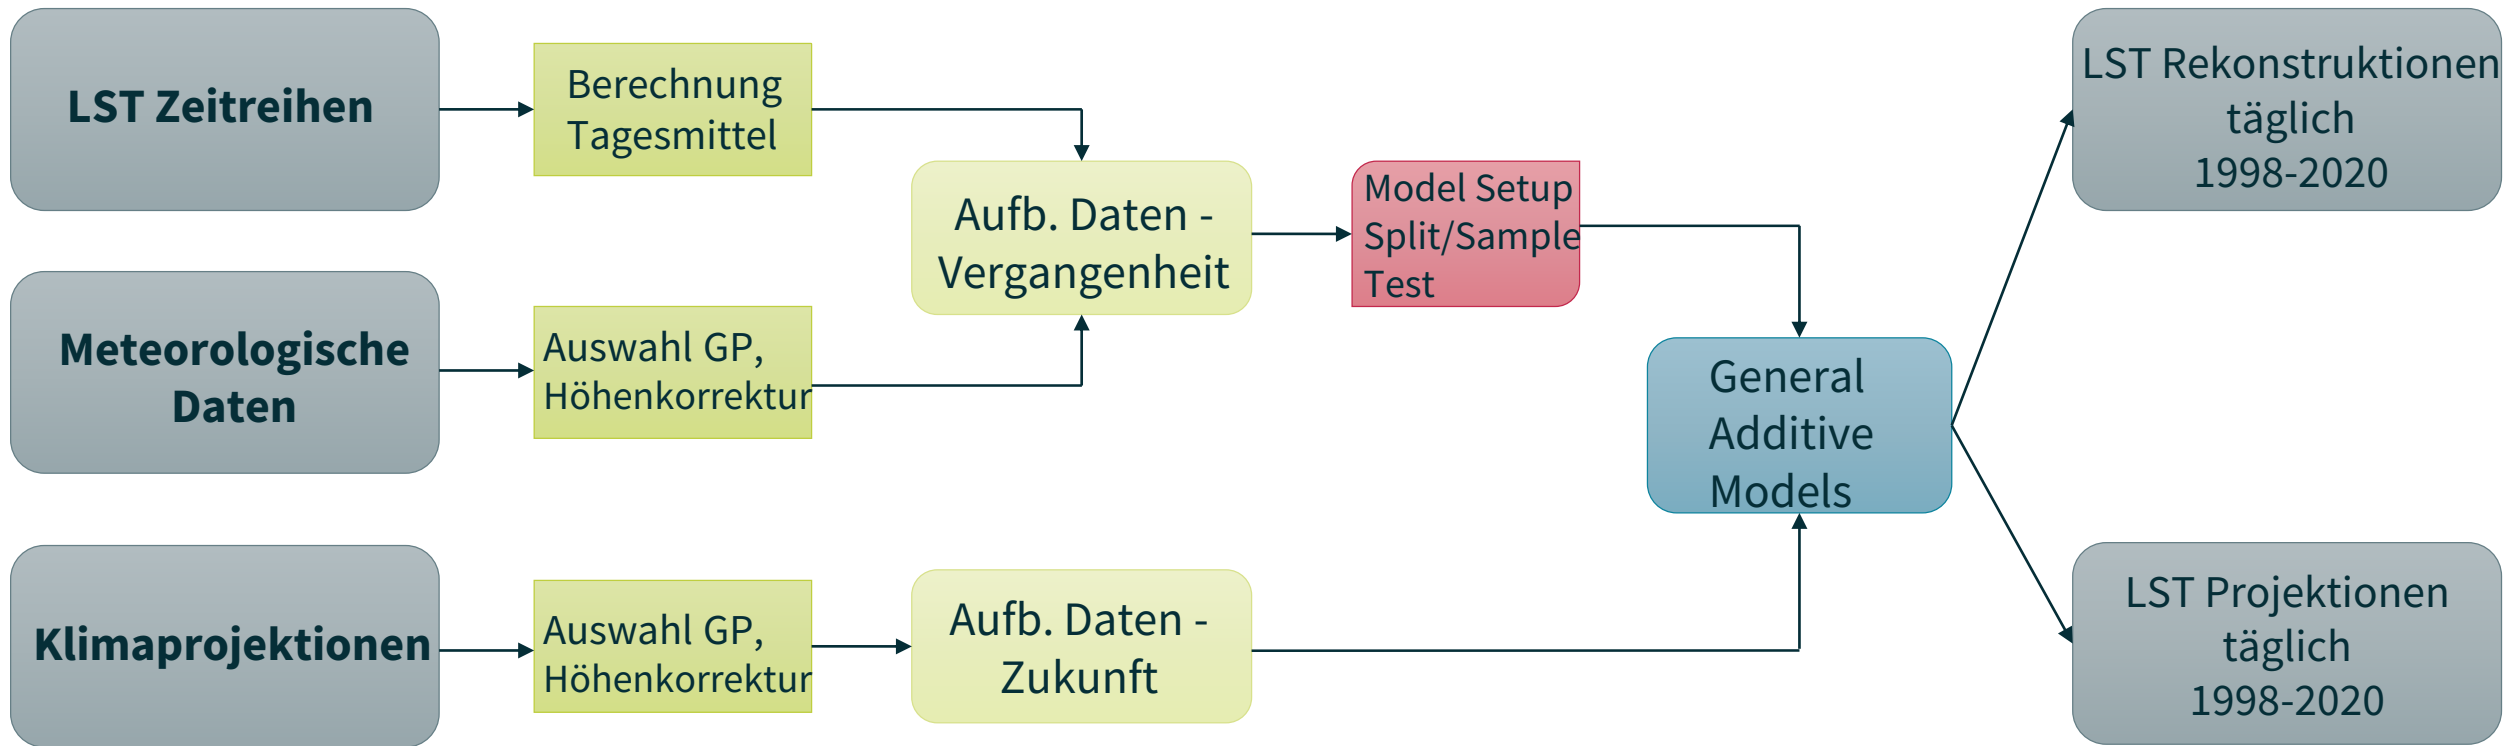 LST Zeitreihen
Berechnung
Tagesmittel
Meteorologische
Daten
Auswahl GP,
Höhenkorrektur
Aufb. Daten -
Vergangenheit
Model Setup
Split/Sample
Test
Klimaprojektionen
Auswahl GP,
Höhenkorrektur
Aufb. Daten -
Zukunft
General
Additive
Models
LST Rekonstruktionen
täglich
1998-2020
LST Projektionen
täglich
1998-2020